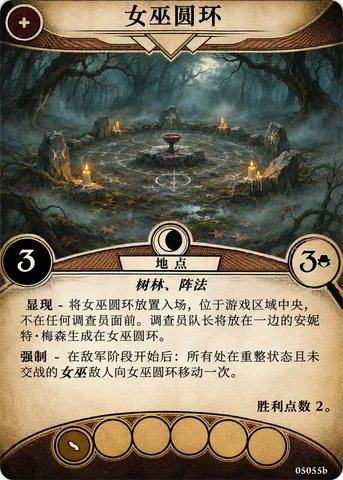 女巫圆环
3
地点
3
树林、阵法
显现 - 将女巫圆环放置入场，位于游戏区域中央，
不在任何调查员面前。调查员队长将放在一边的安妮
特·梅森生成在女巫圆环。
强制 - 在敌军阶段开始后：所有处在重整状态且未
交战的女巫敌人向女巫圆环移动一次。
胜利点数 2。
05055b